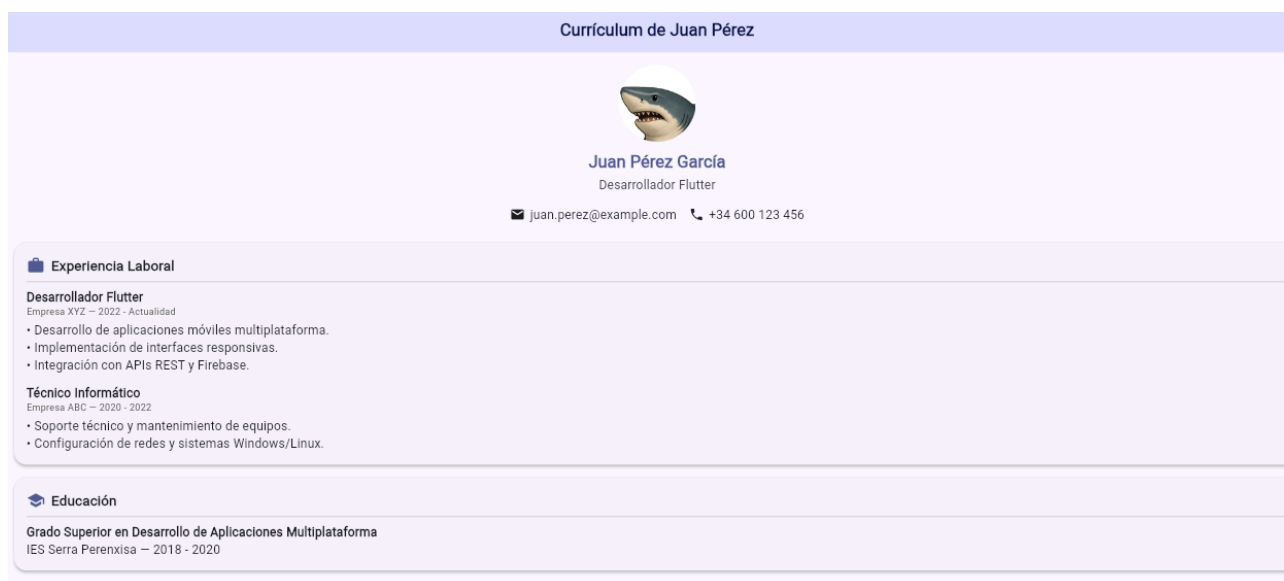 Currículum de Juan Pérez
Juan Pérez García
Desarrollador Flutter
juan.perez@example.com +34 600 123 456
Experiencia Laboral
Desarrollador Flutter
Empresa XYZ — 2022 - Actualidad
• Desarrollo de aplicaciones móviles multiplataforma.
• Implementación de interfaces responsivas.
• Integración con APIs REST y Firebase.
Técnico Informático
Empresa ABC — 2020 - 2022
• Soporte técnico y mantenimiento de equipos.
• Configuración de redes y sistemas Windows/Linux.
Educación
Grado Superior en Desarrollo de Aplicaciones Multiplataforma
IES Serra Perenxisa — 2018 - 2020